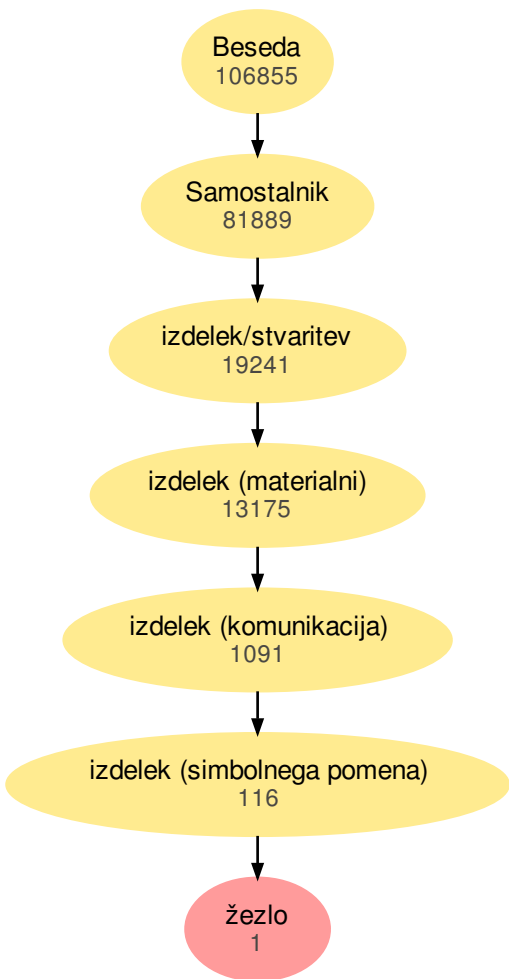 Beseda
106855
Samostalnik
81889
izdelek/stvaritev
19241
izdelek (materialni)
13175
izdelek (komunikacija)
1091
izdelek (simbolnega pomena)
116
žezlo
1